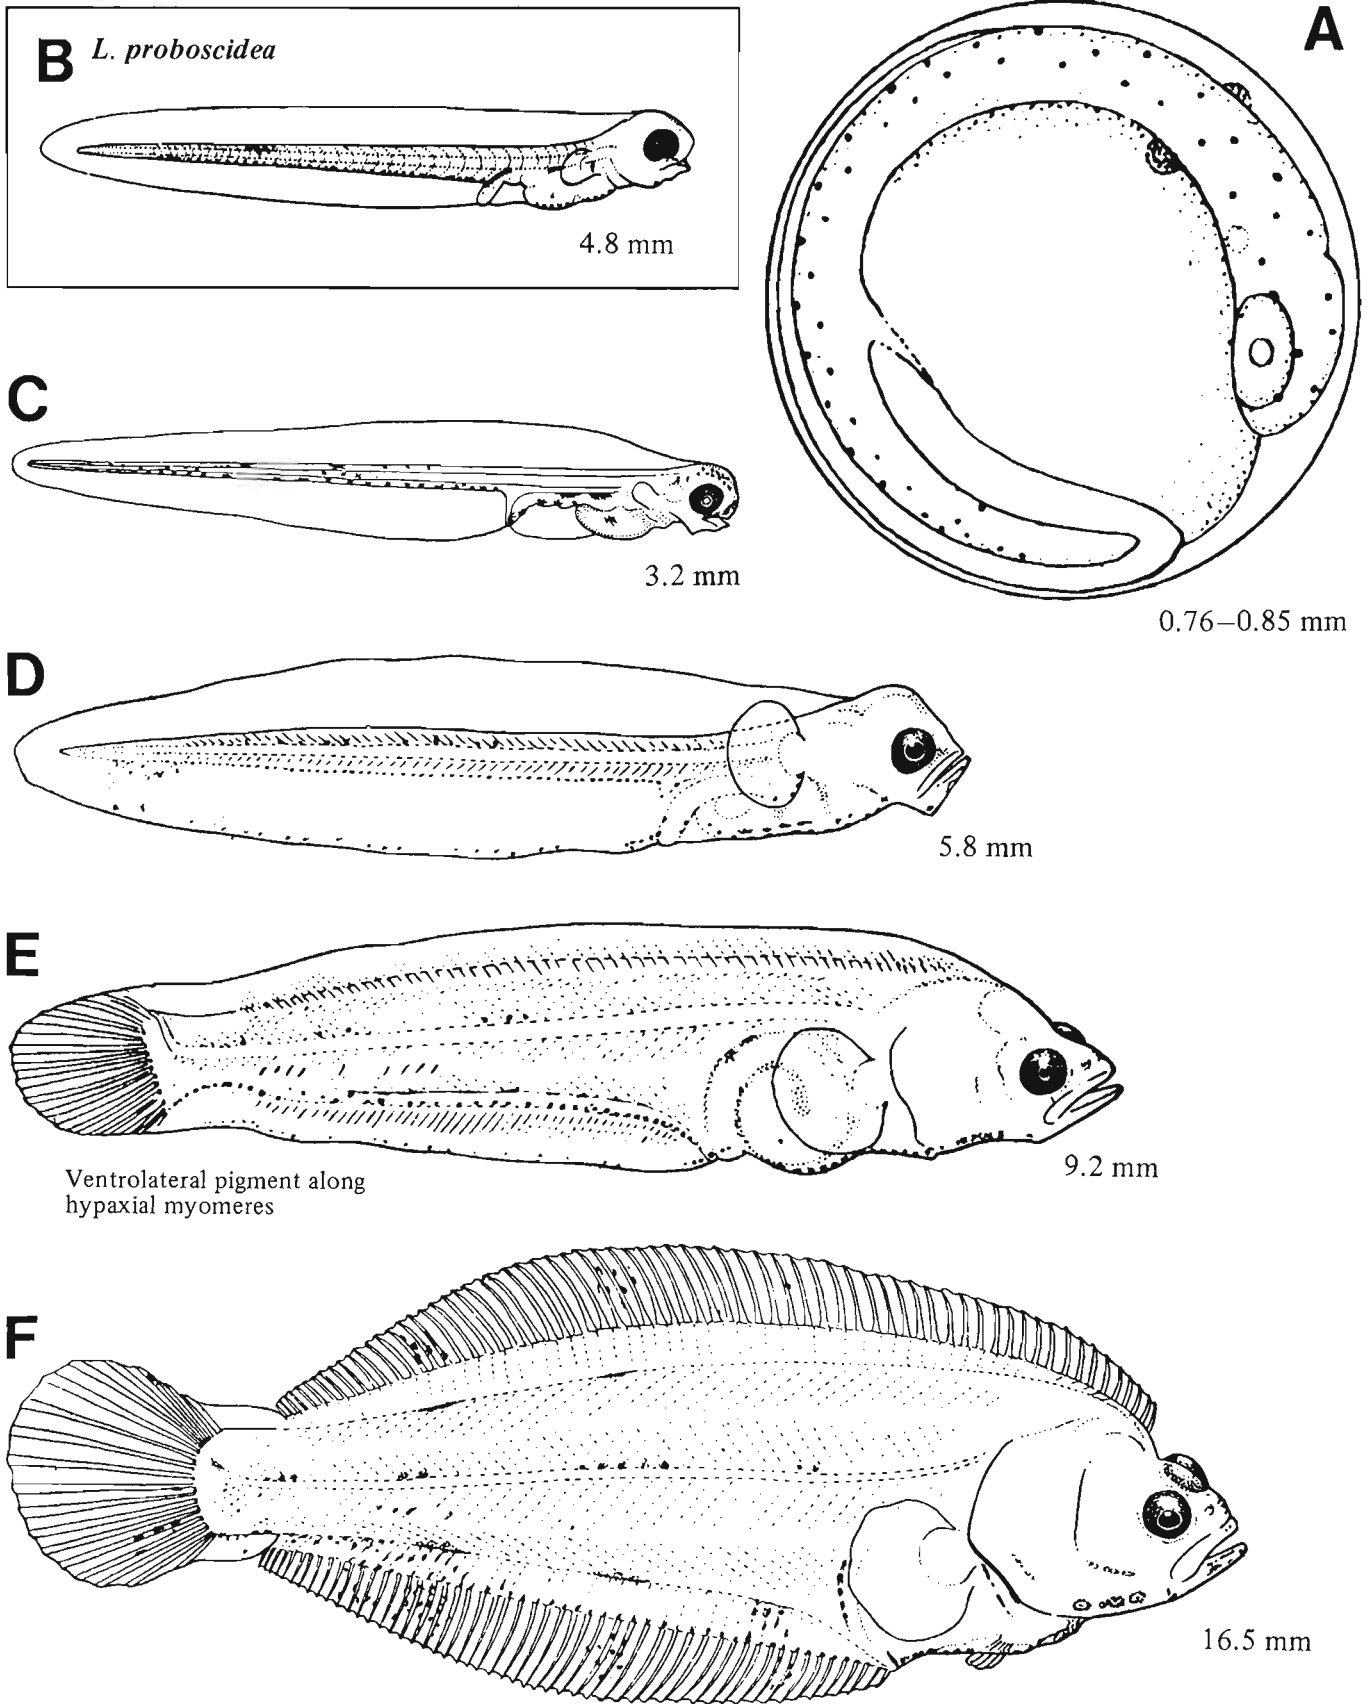 B L. proboscidea
4.8 mm
A
0.76–0.85 mm
C
3.2 mm
D
5.8 mm
E
9.2 mm
Ventrolateral pigment along
hypaxial myomeres
F
16.5 mm